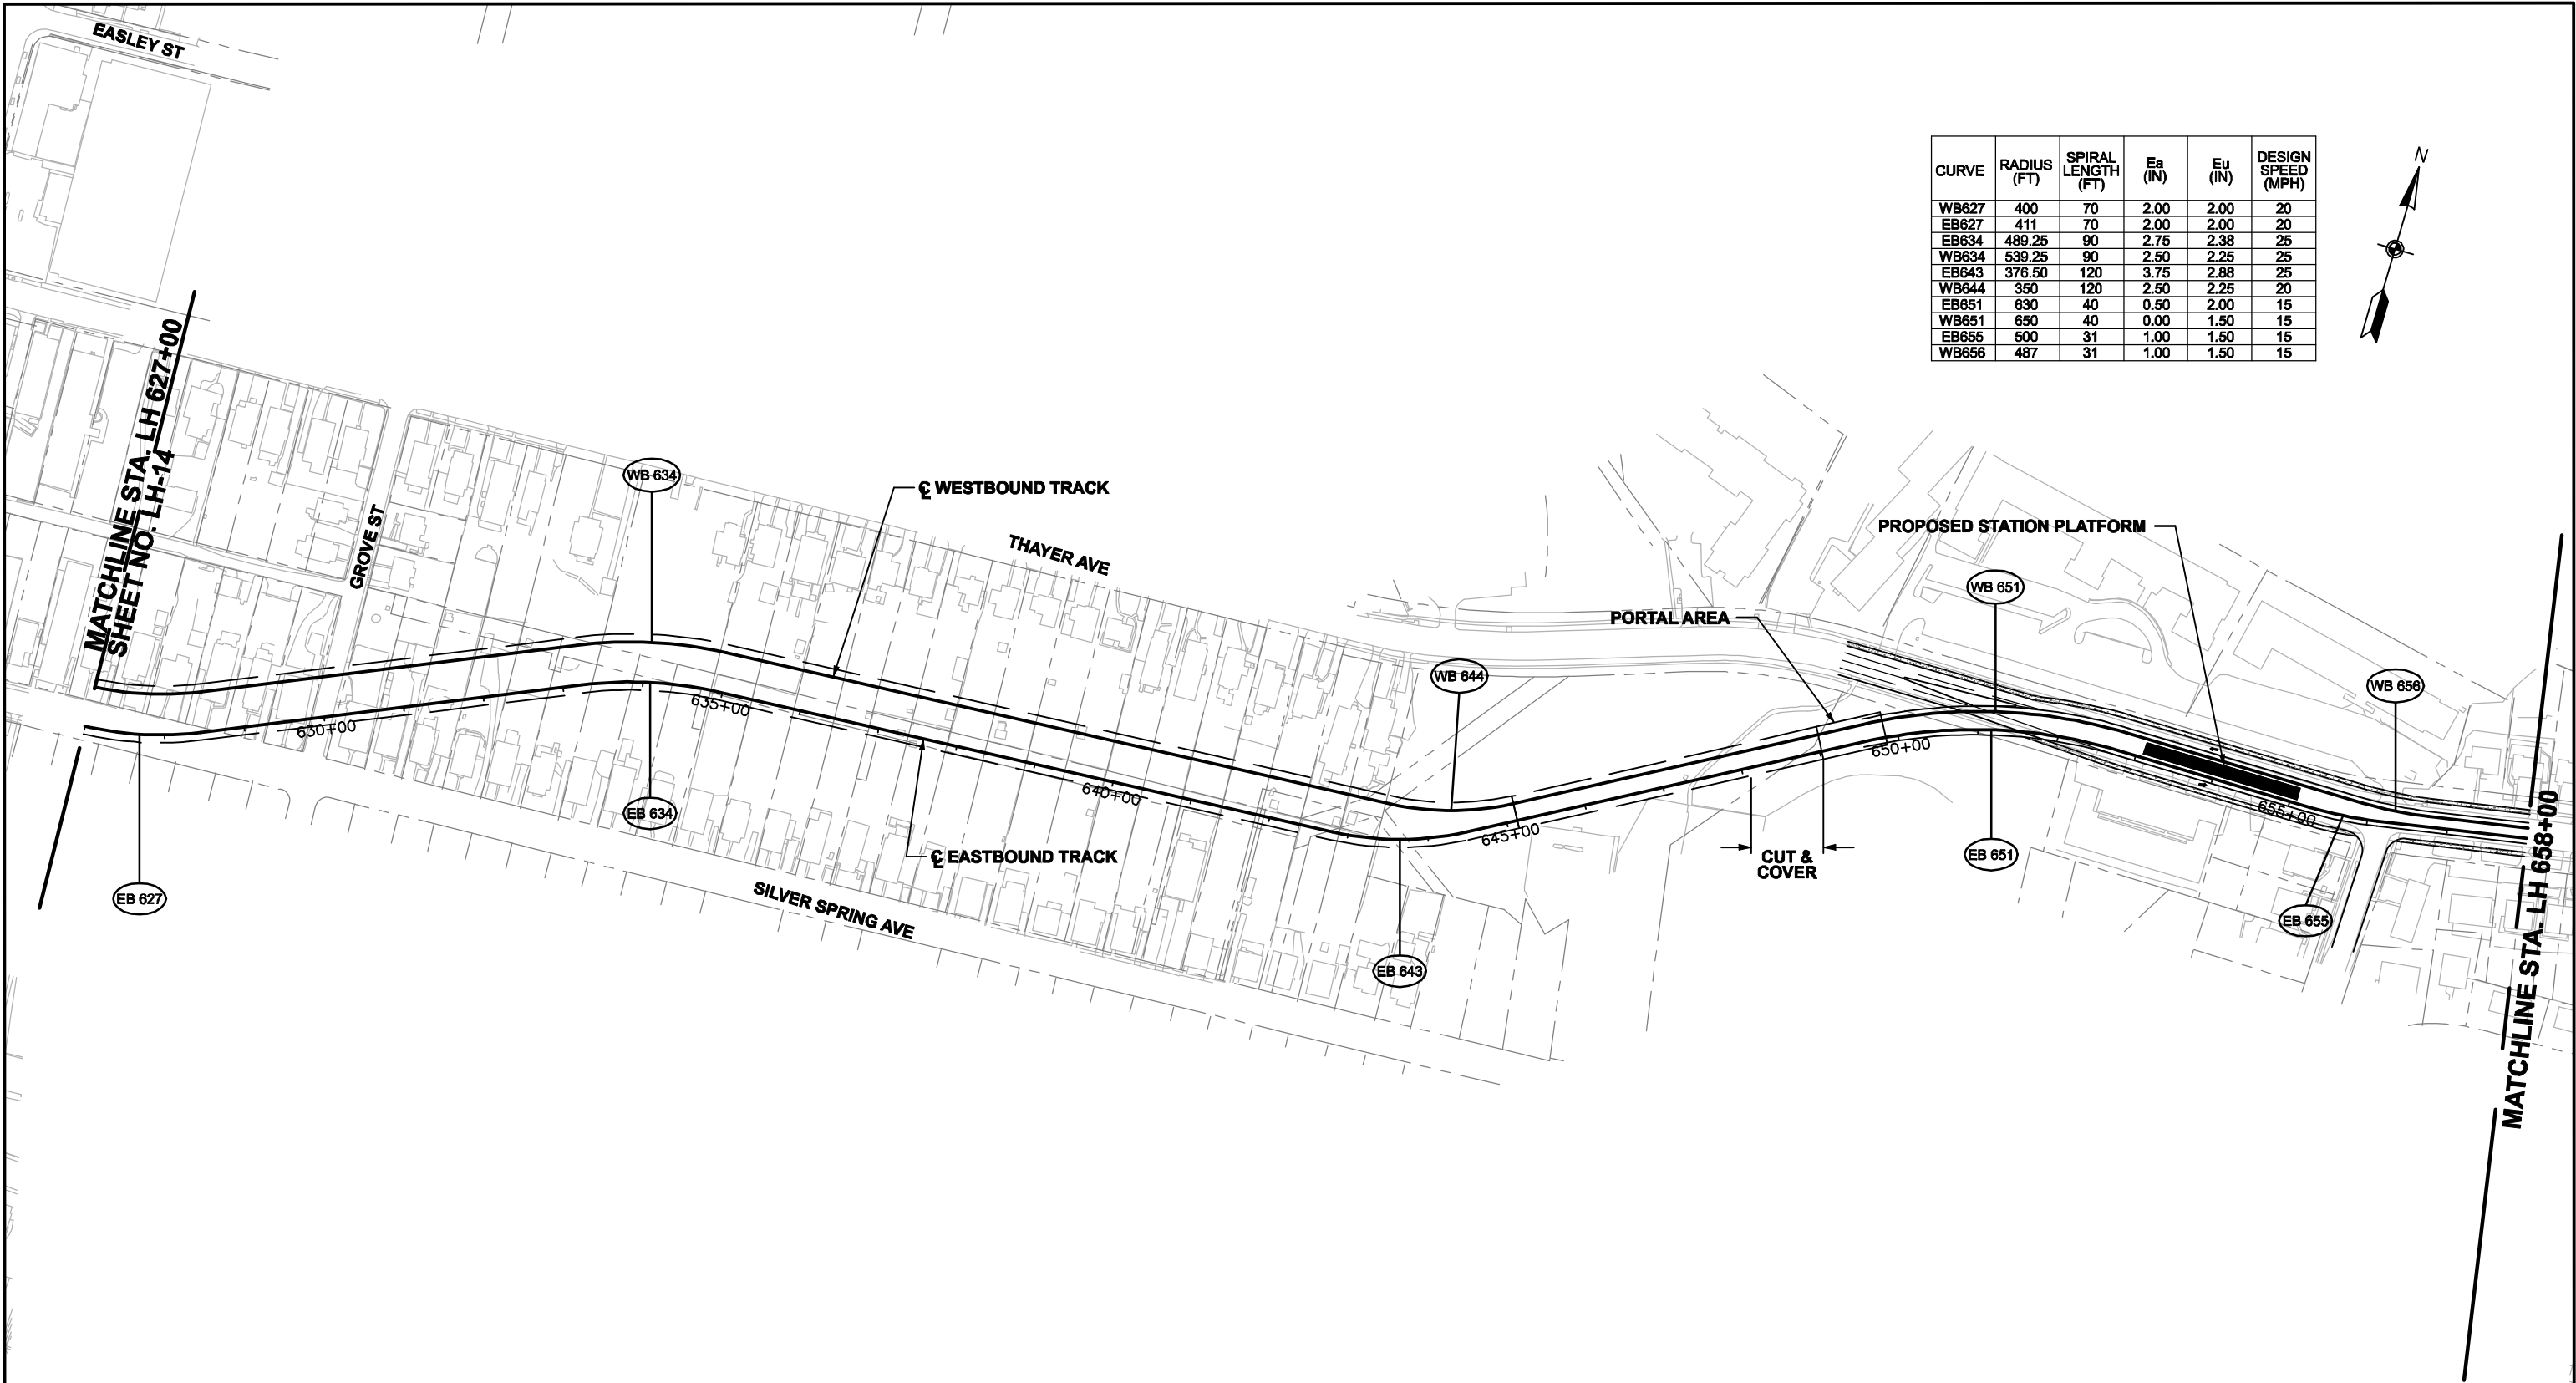 EASLEY ST
CURVE RADIUS (FT) SPIRAL LENGTH (FT) Ea (IN) Eu (IN) DESIGN SPEED (MPH)
WB627 400 70 2.00 2.00 20
EB627 411 70 2.00 2.00 20
EB634 489.25 90 2.75 2.38 25
WB634 539.25 90 2.50 2.25 25
EB643 376.50 120 3.75 2.88 25
WB644 350 120 2.50 2.25 20
EB651 630 40 0.50 2.00 15
WB651 650 40 0.00 1.50 15
EB655 500 31 1.00 1.50 15
WB656 487 31 1.00 1.50 15
N
MATCHLINE STA. LH 627+00
SHEET NO. LH-14
GROVE ST
WB 634
℄ WESTBOUND TRACK
THAYER AVE
PROPOSED STATION PLATFORM
WB 651
PORTAL AREA
WB 644
WB 656
635+00
630+00
650+00
640+00
655+00
EB 634
645+00
℄ EASTBOUND TRACK
CUT &
COVER
EB 651
EB 627
SILVER SPRING AVE
EB 655
EB 643
MATCHLINE STA. LH 658+00